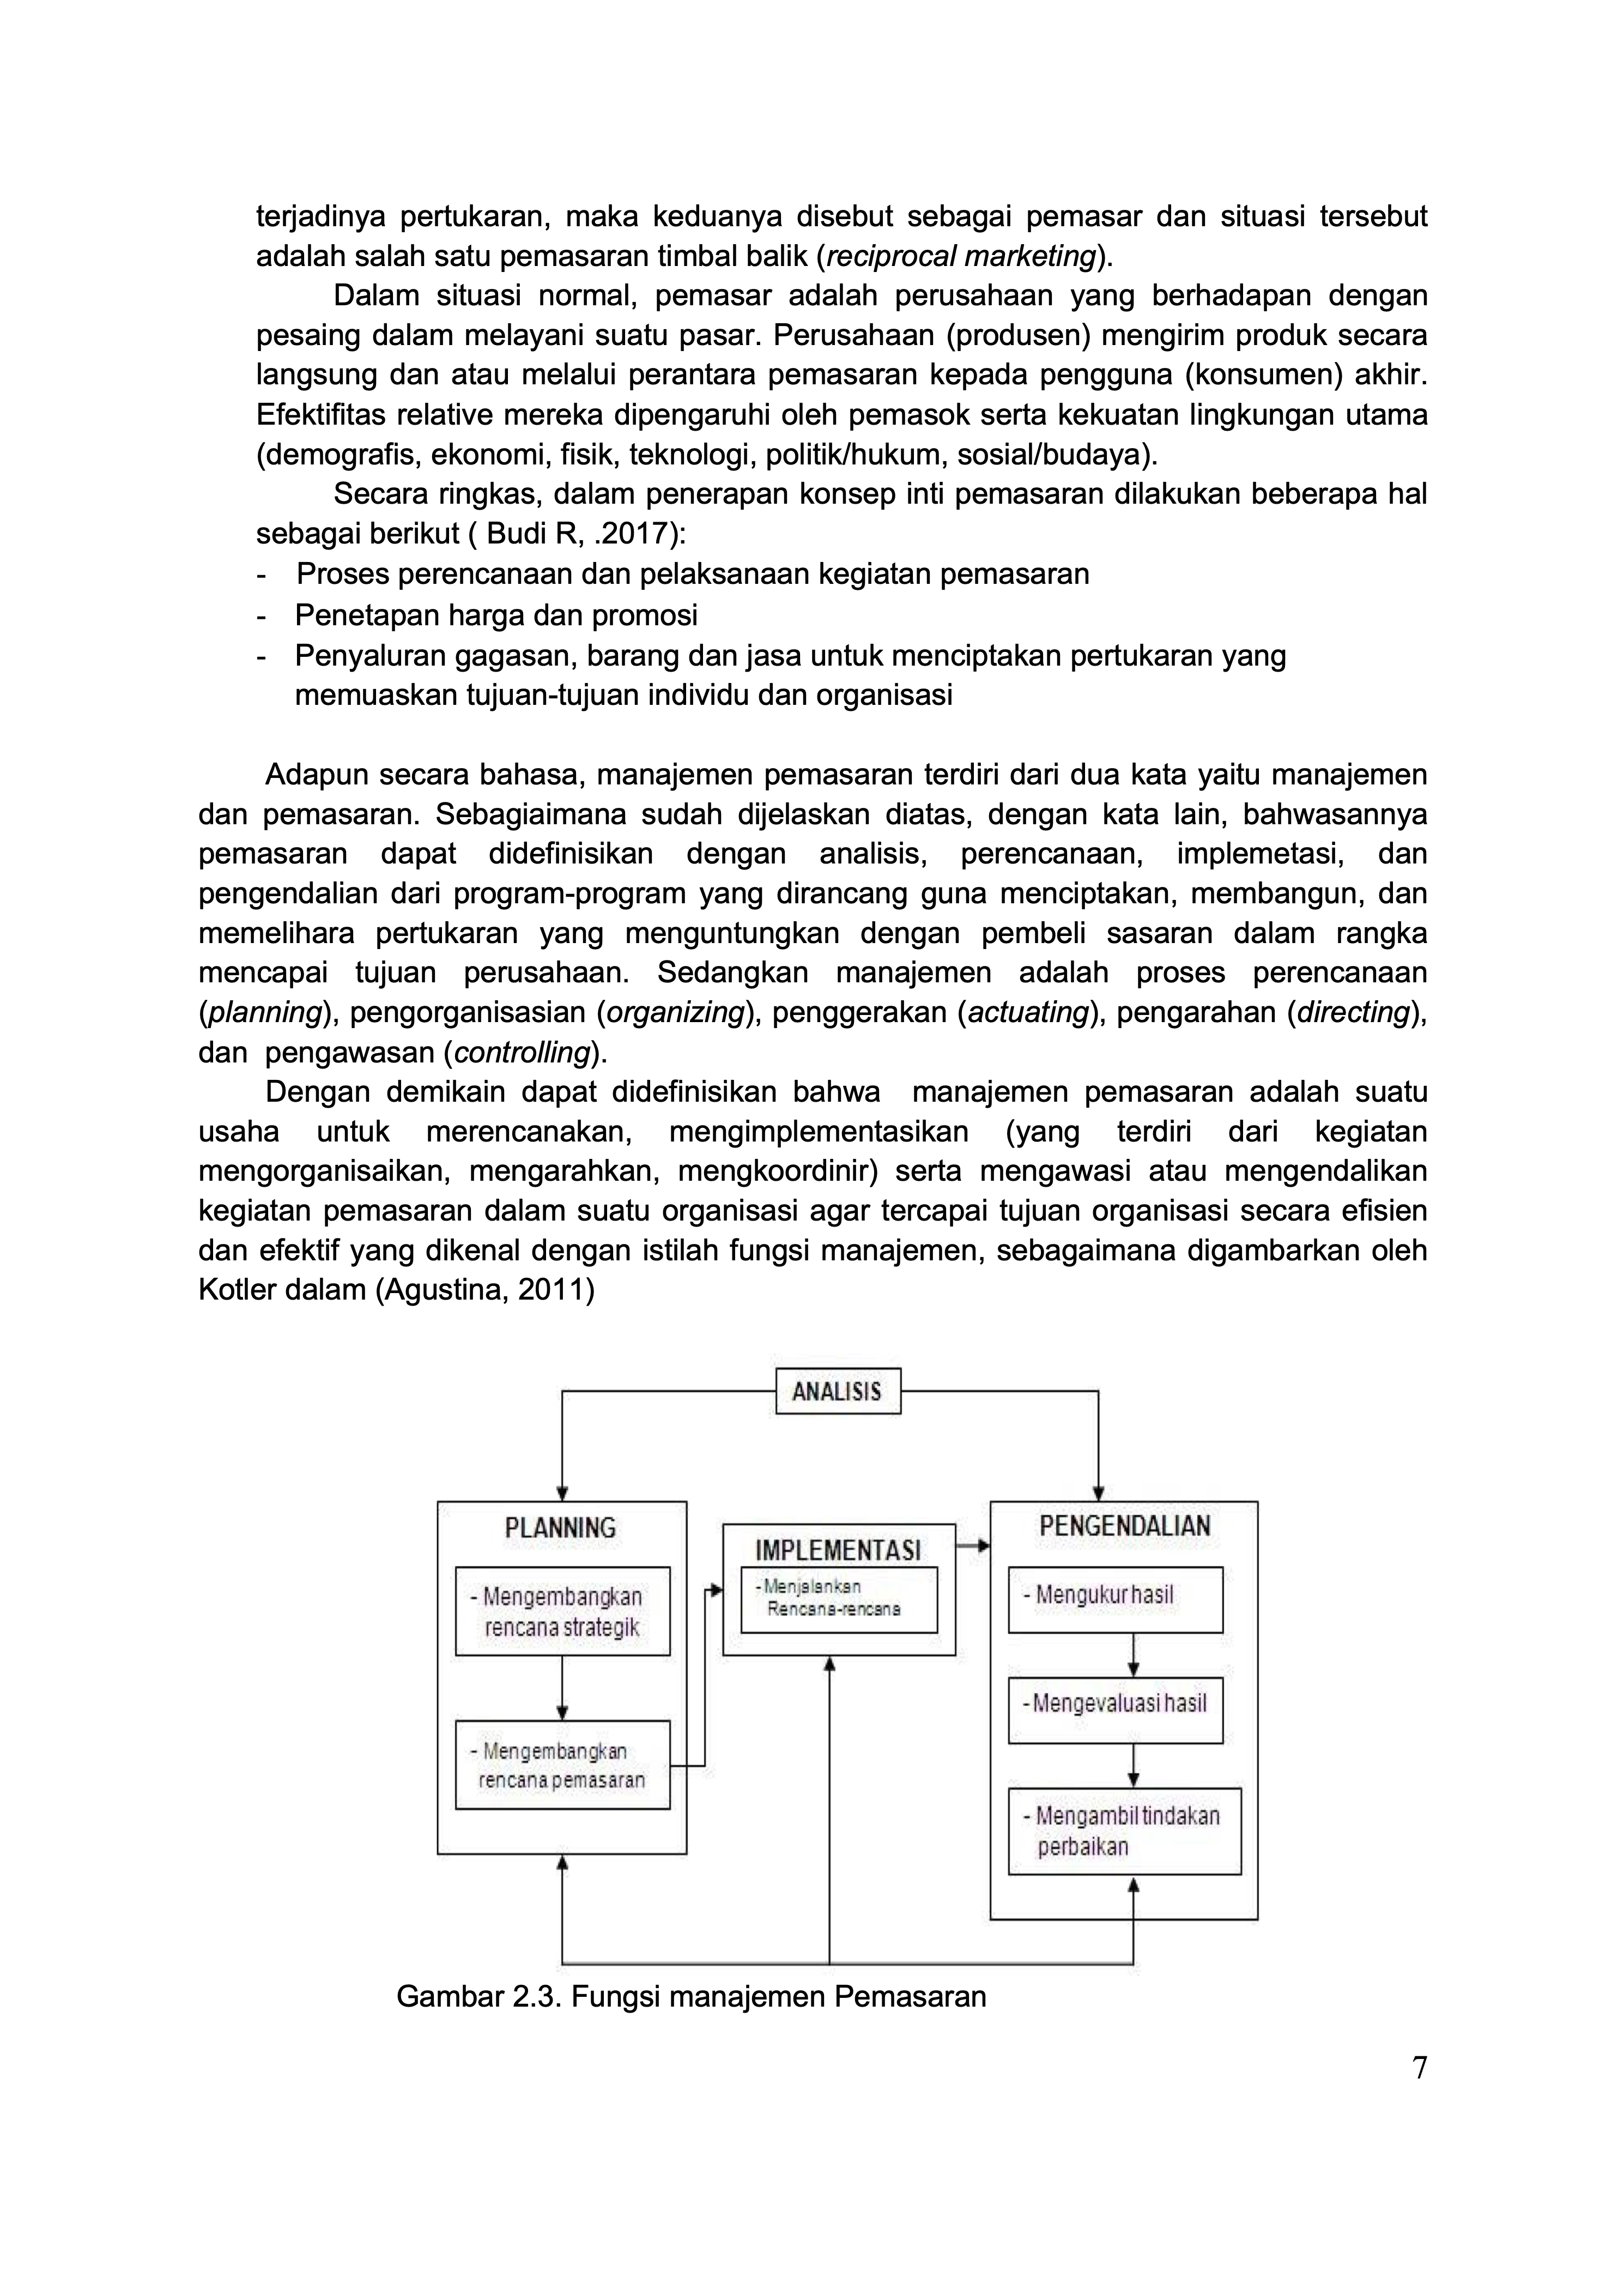 terjadinya pertukaran, maka keduanya disebut sebagai pemasar dan situasi tersebut
adalah salah satu pemasaran timbal balik (reciprocal marketing).
Dalam situasi normal, pemasar adalah perusahaan yang berhadapan dengan
pesaing dalam melayani suatu pasar. Perusahaan (produsen) mengirim produk secara
langsung dan atau melalui perantara pemasaran kepada pengguna (konsumen) akhir.
Efektifitas relative mereka dipengaruhi oleh pemasok serta kekuatan lingkungan utama
(demografis, ekonomi, fisik, teknologi, politik/hukum, sosial/budaya).
Secara ringkas, dalam penerapan konsep inti pemasaran dilakukan beberapa hal
sebagai berikut ( Budi R, .2017):
- Proses perencanaan dan pelaksanaan kegiatan pemasaran
- Penetapan harga dan promosi
- Penyaluran gagasan, barang dan jasa untuk menciptakan pertukaran yang
memuaskan tujuan-tujuan individu dan organisasi
Adapun secara bahasa, manajemen pemasaran terdiri dari dua kata yaitu manajemen
dan pemasaran. Sebagiaimana sudah dijelaskan diatas, dengan kata lain, bahwasannya
pemasaran dapat didefinisikan dengan analisis, perencanaan, implemetasi, dan
pengendalian dari program-program yang dirancang guna menciptakan, membangun, dan
memelihara pertukaran yang menguntungkan dengan pembeli sasaran dalam rangka
mencapai tujuan perusahaan. Sedangkan manajemen adalah proses perencanaan
(planning), pengorganisasian (organizing), penggerakan (actuating), pengarahan (directing),
dan pengawasan (controlling).
Dengan demikain dapat didefinisikan bahwa manajemen pemasaran adalah suatu
usaha untuk merencanakan, mengimplementasikan (yang terdiri dari kegiatan
mengorganisaikan, mengarahkan, mengkoordinir) serta mengawasi atau mengendalikan
kegiatan pemasaran dalam suatu organisasi agar tercapai tujuan organisasi secara efisien
dan efektif yang dikenal dengan istilah fungsi manajemen, sebagaimana digambarkan oleh
Kotler dalam (Agustina, 2011)
ANALISIS
PLANNING
- Mengembangkan
rencana strategik
- Mengembangkan
rencana pemasaran
IMPLEMENTASI
- Menjalankan
Rencana-rencana
PENGENDALIAN
- Mengukur hasil
- Mengevaluasi hasil
- Mengambil tindakan
perbaikan
Gambar 2.3. Fungsi manajemen Pemasaran
7